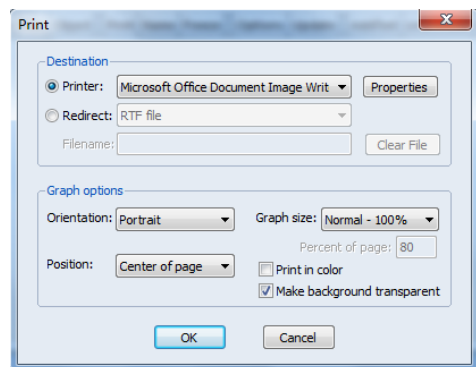 Print
Destination
Printer: Microsoft Office Document Image Writ Properties
Redirect: RTF file
Filename: Clear File
Graph options
Orientation: Portrait Graph size: Normal - 100%
Percent of page: 80
Position: Center of page
Print in color
Make background transparent
OK Cancel